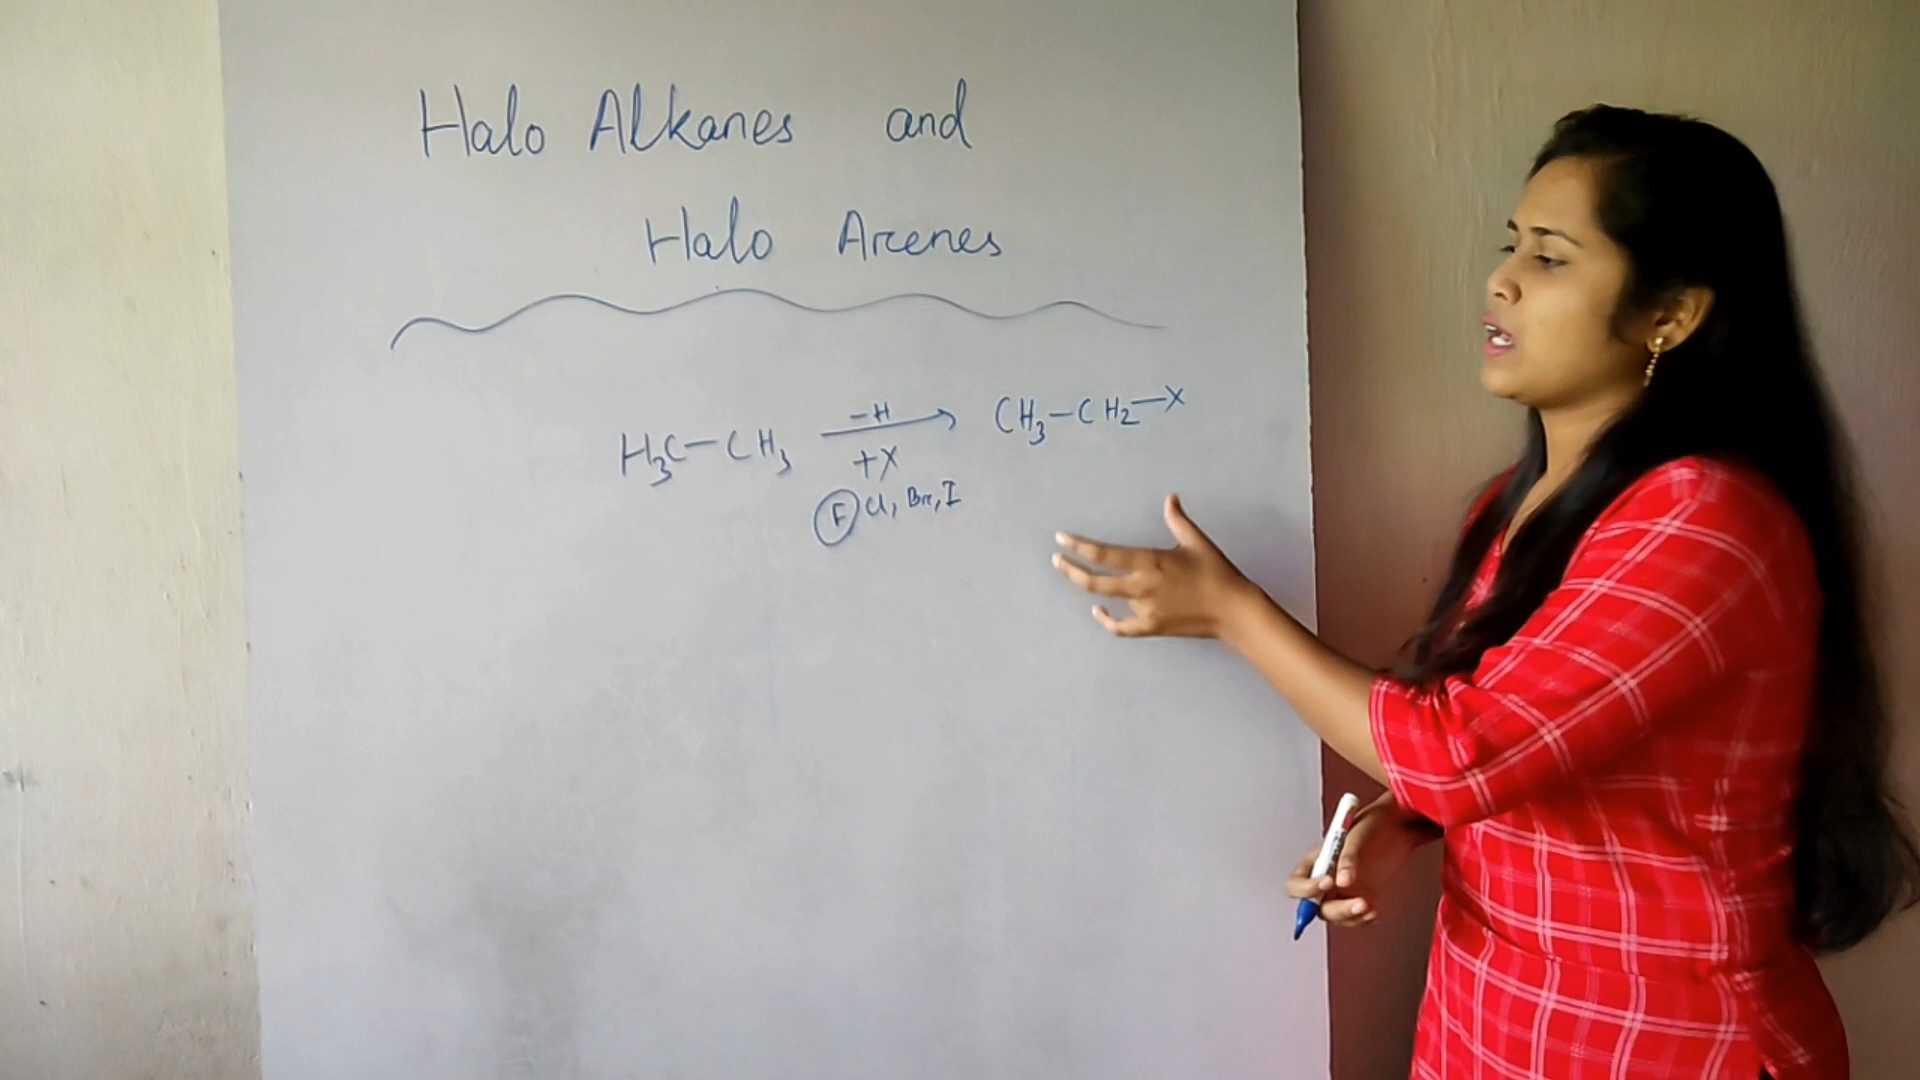 Halo Alkanes and
Halo Arenes
H₃C-CH₃ -H +X → CH₃-CH₂-X
F Cl, Br, I